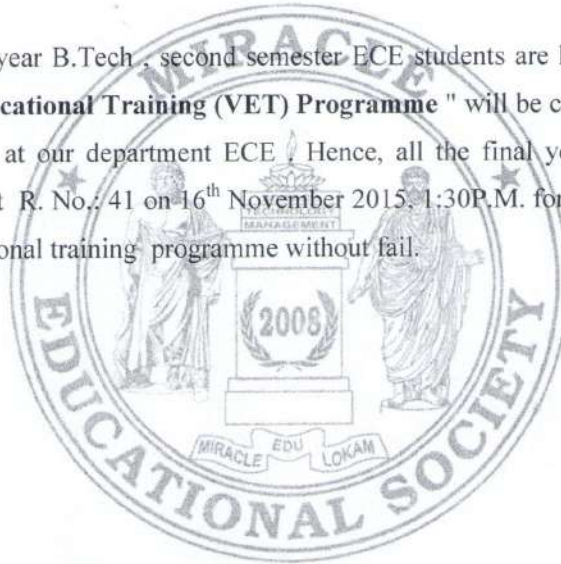 year B.Tech , second semester ECE students are
cational Training (VET) Programme " will be c
at our department ECE . Hence, all the final y
R. No.: 41 on 16th November 2015, 1:30P.M. for
onal training programme without fail.
MIRACLE
TECHNOLOGY
MANAGEMENT
2008
MIRACLE EDU LOKAM
EDUCATIONAL SOCIETY